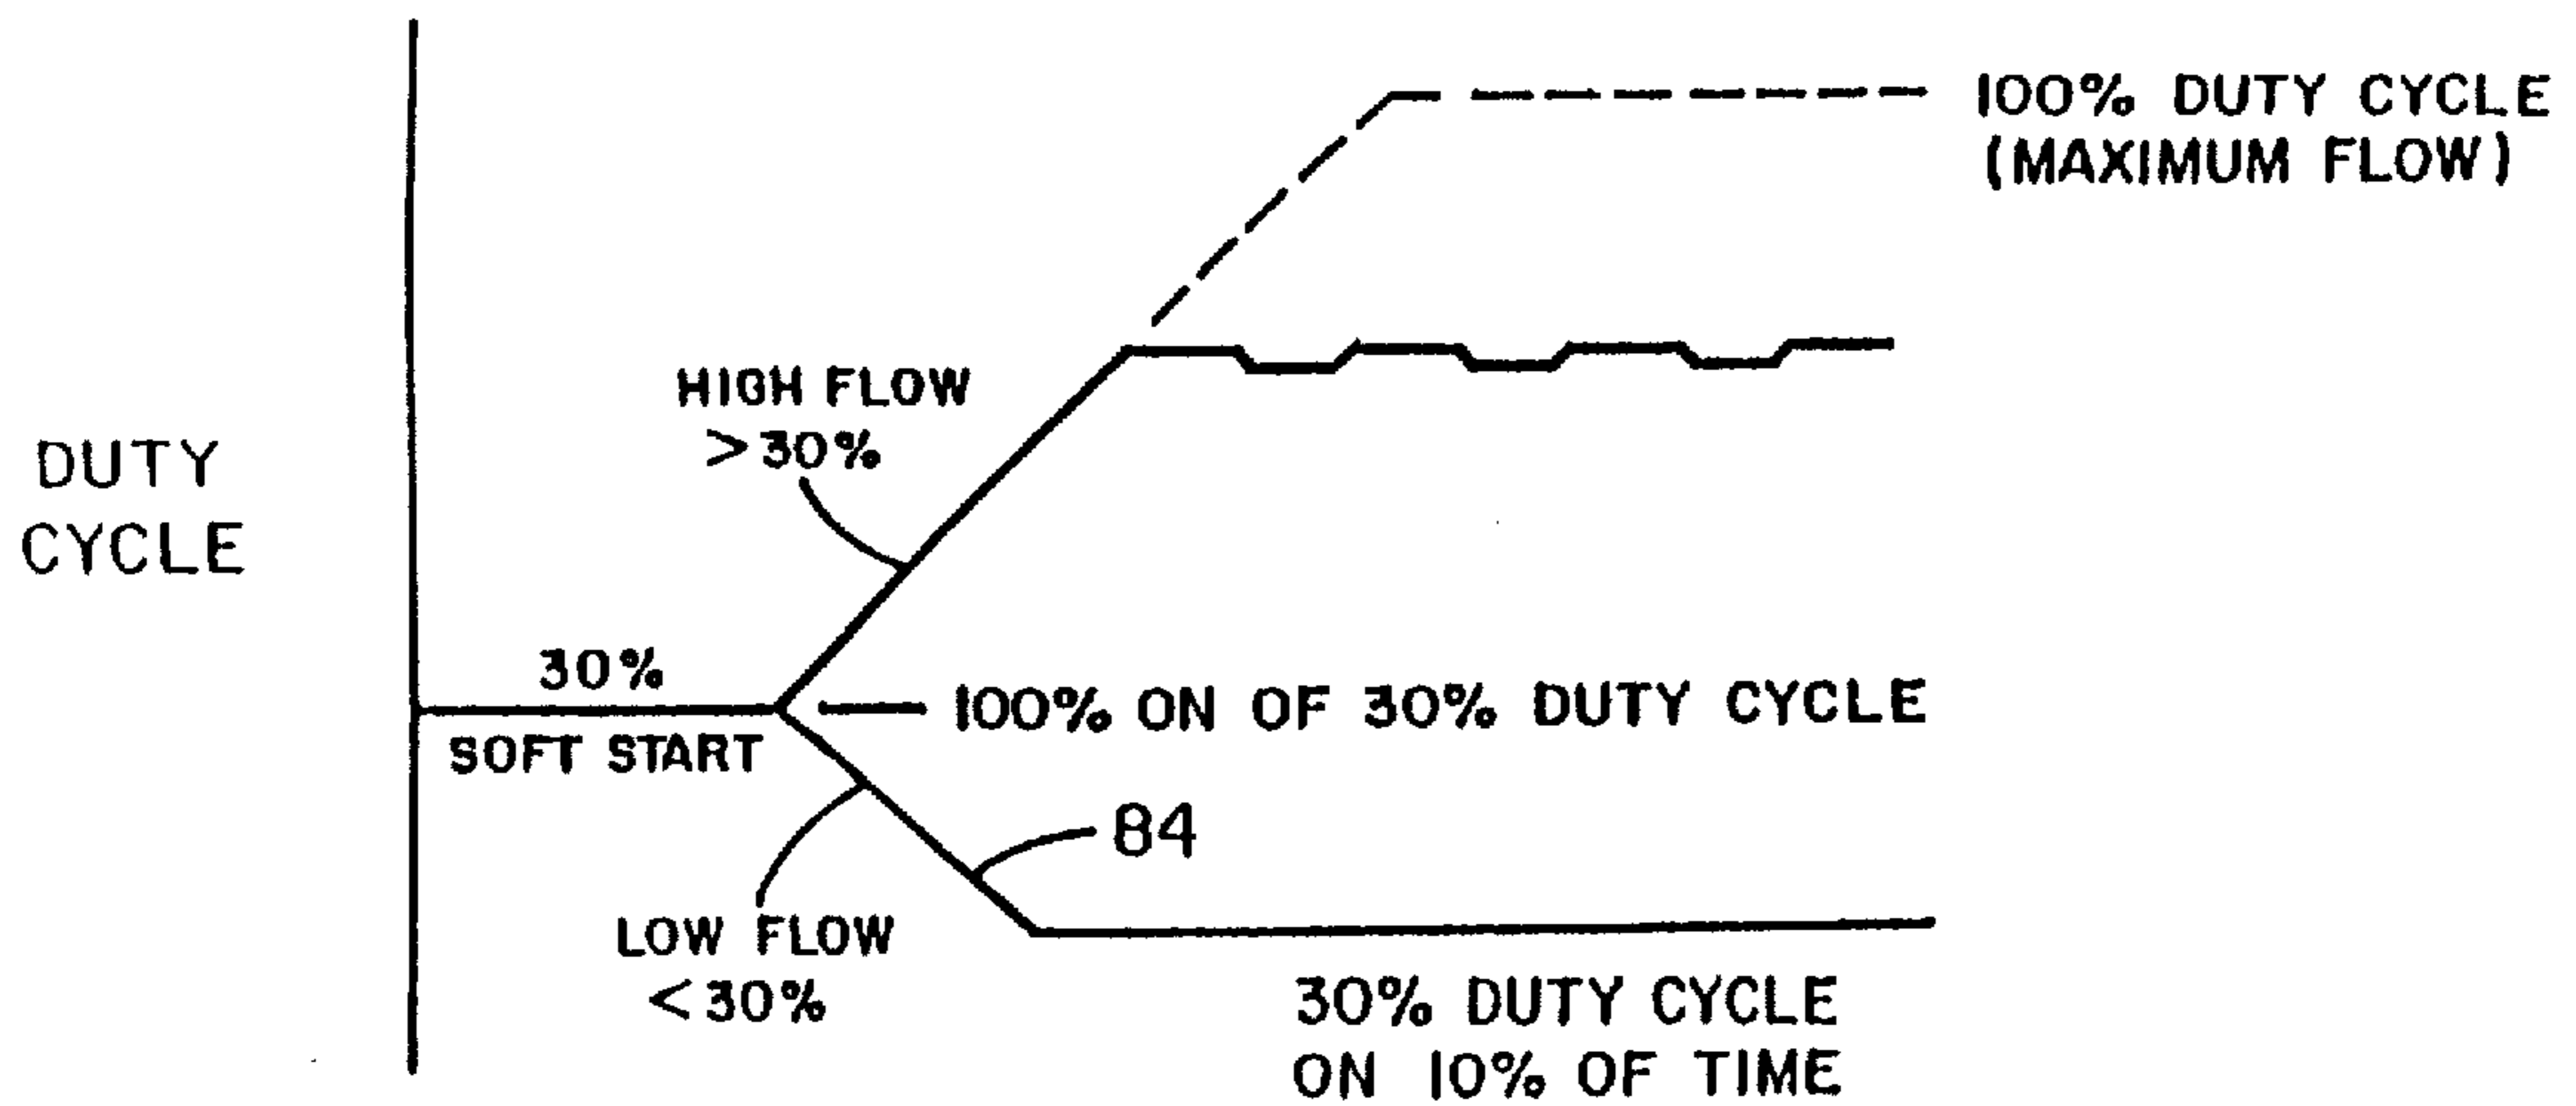 100% DUTY CYCLE
(MAXIMUM FLOW)
HIGH FLOW
>30%
DUTY
CYCLE
30%
SOFT START
100% ON OF 30% DUTY CYCLE
84
LOW FLOW
<30%
30% DUTY CYCLE
ON 10% OF TIME